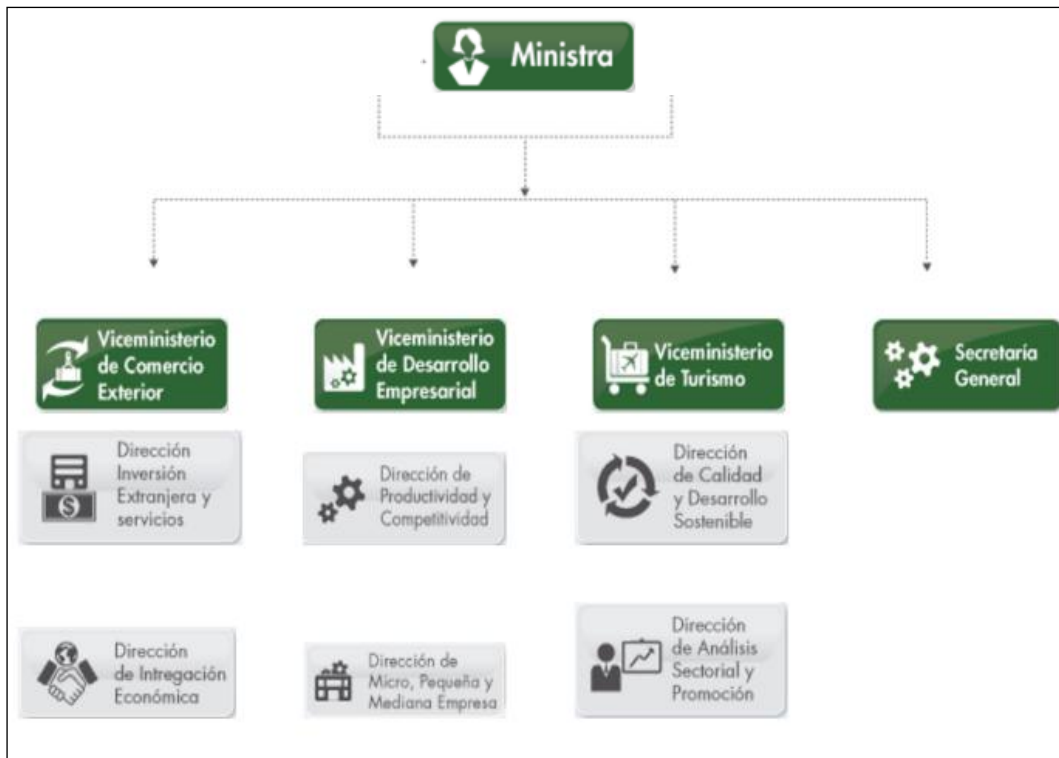 Ministra
Viceministerio
de Comercio
Exterior
Viceministerio
de Desarrollo
Empresarial
Viceministerio
de Turismo
Secretaría
General
Dirección
Inversión
Extranjera y
servicios
Dirección de
Productividad y
Competitividad
Dirección
de Calidad
y Desarrollo
Sostenible
Dirección
de Intregación
Económica
Dirección de
Micro, Pequeña y
Mediana Empresa
Dirección
de Análisis
Sectorial y
Promoción